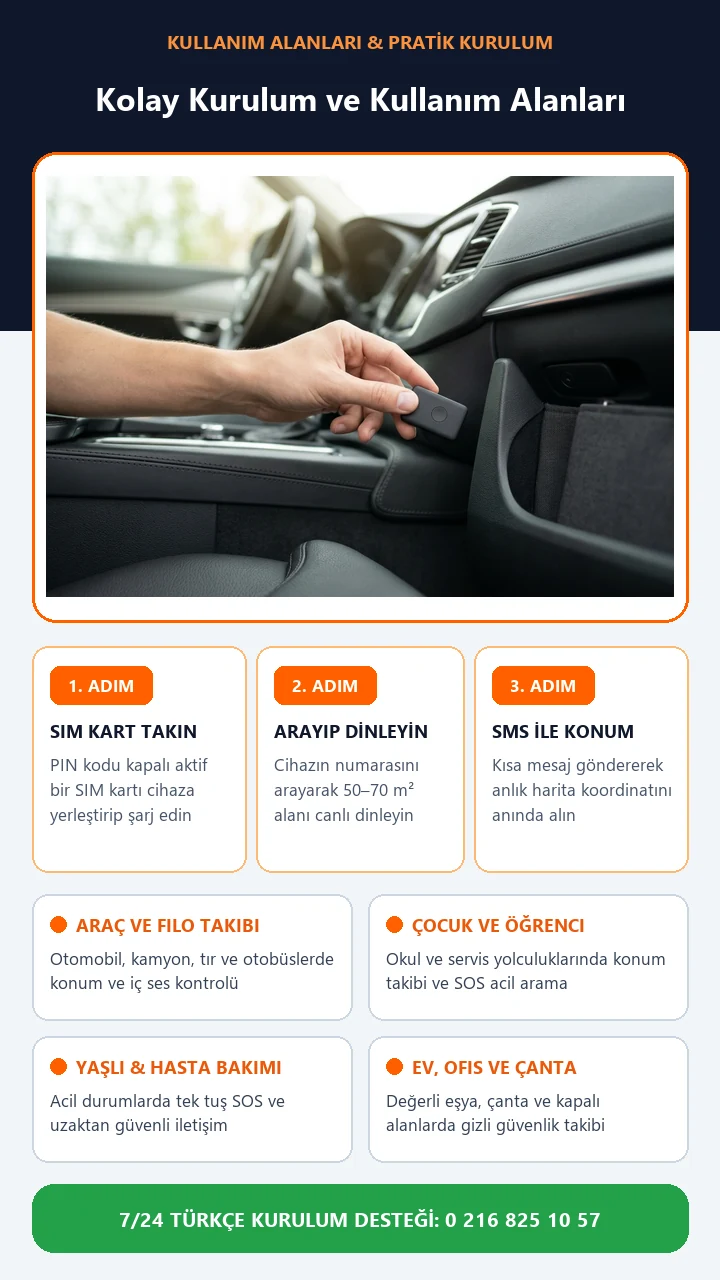 KULLANIM ALANLARI & PRATİK KURULUM
Kolay Kurulum ve Kullanım Alanları
1. ADIM
SIM KART TAKIN
PIN kodu kapalı aktif
bir SIM kartı cihaza
yerleştirip şarj edin
2. ADIM
ARAYIP DİNLEYİN
Cihazın numarasını
arayarak 50–70 m²
alanı canlı dinleyin
3. ADIM
SMS İLE KONUM
Kısa mesaj göndererek
anlık harita koordinatını
anında alın
ARAÇ VE FILO TAKIBI
Otomobil, kamyon, tır ve otobüslerde
konum ve iç ses kontrolü
ÇOCUK VE ÖĞRENCI
Okul ve servis yolculuklarında konum
takibi ve SOS acil arama
YAŞLI & HASTA BAKIMI
Acil durumlarda tek tuş SOS ve
uzaktan güvenli iletişim
EV, OFIS VE ÇANTA
Değerli eşya, çanta ve kapalı
alanlarda gizli güvenlik takibi
7/24 TÜRKÇE KURULUM DESTEĞİ: 0 216 825 10 57